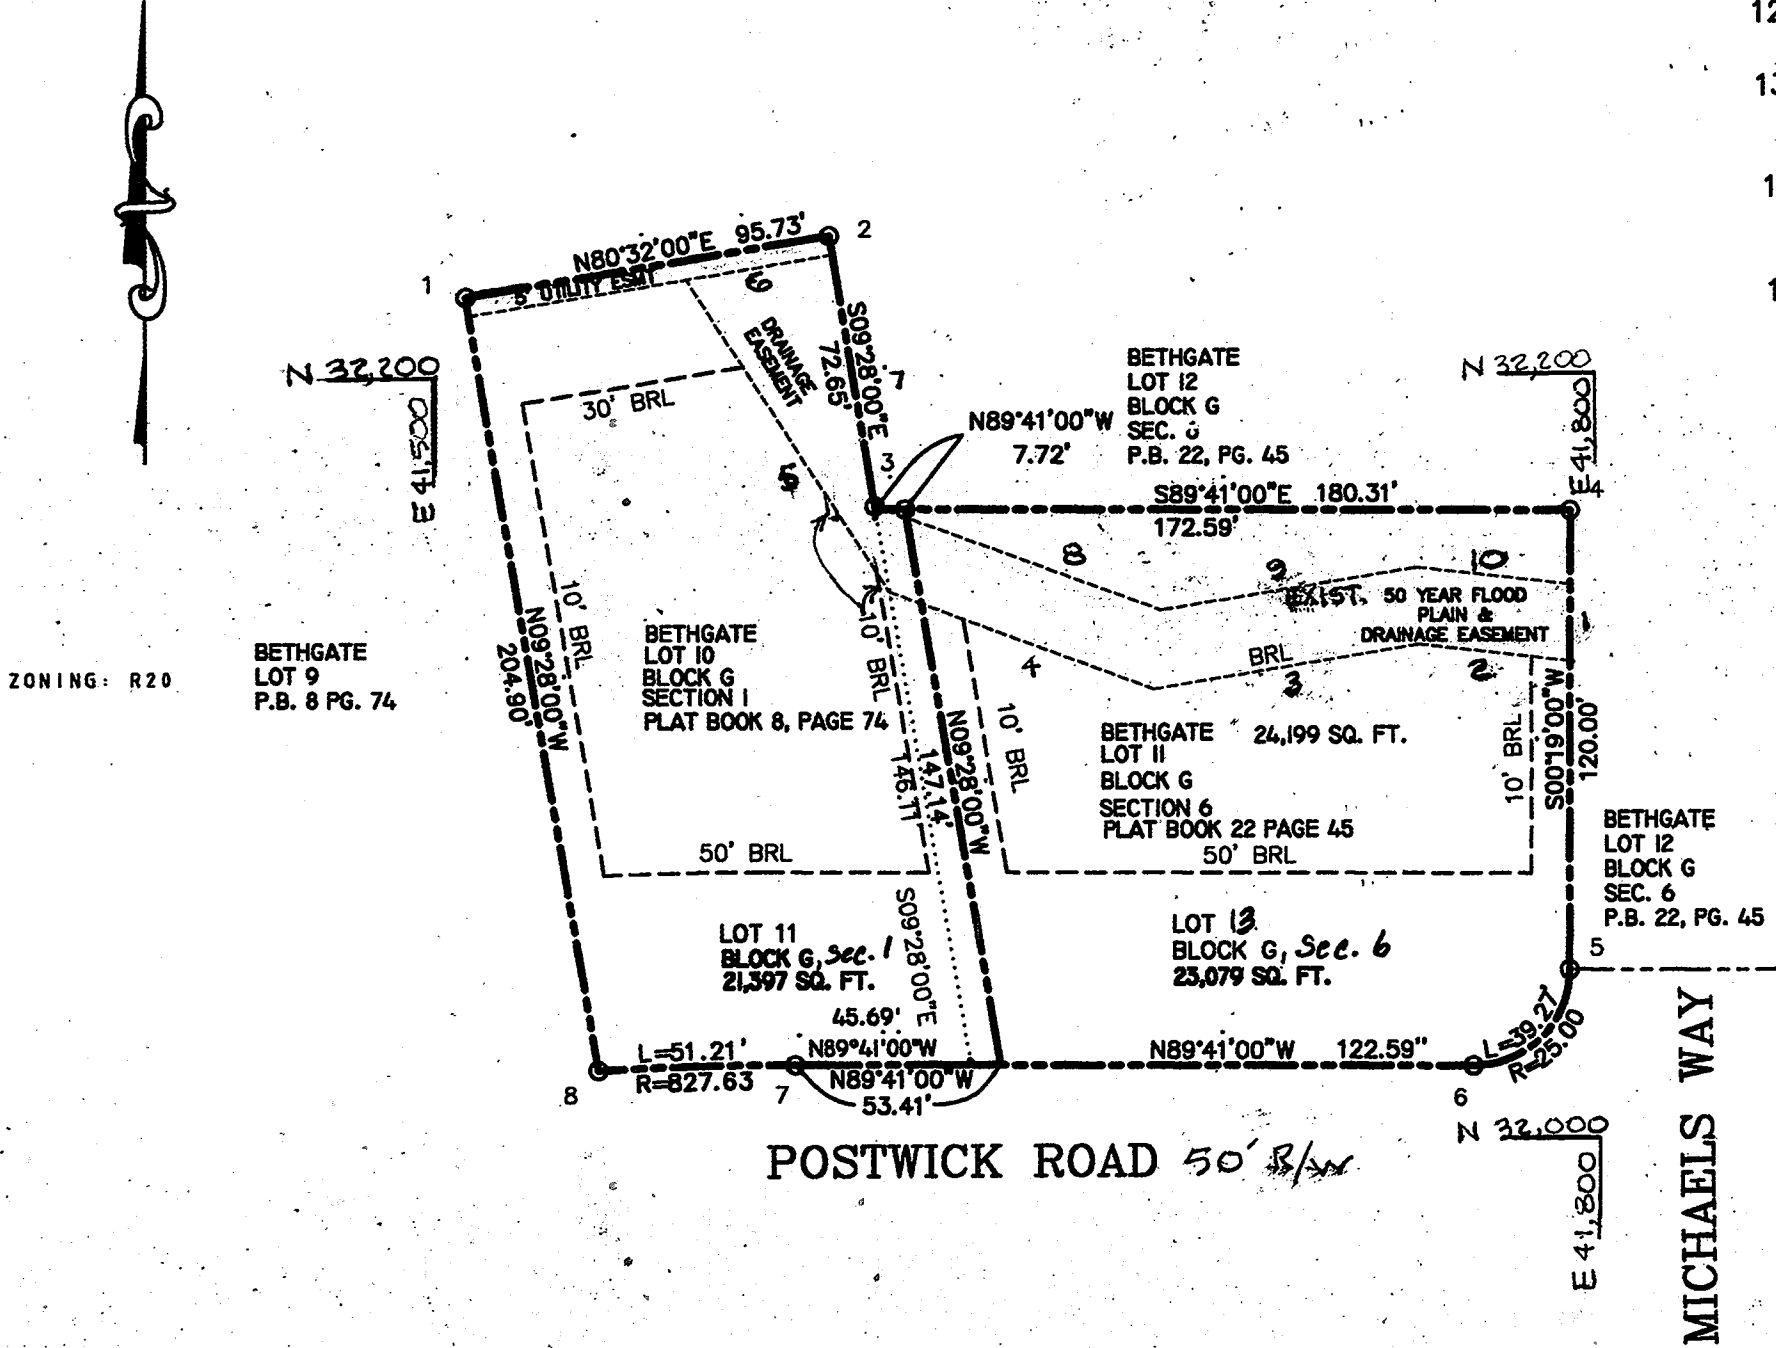 12
13
1
1
N80°32'00"E 95.73'
2
1
5' UTILITY ESMT
6
DRAINAGE
EASEMENT
S09°28'00"E
72.65'
7
N 32,200
E 41,500
30' BRL
BETHGATE
LOT 12
BLOCK G
SEC. 6
P.B. 22, PG. 45
N89°41'00"W
7.72'
N 32,200
E 41,800
3
5
S89°41'00"E 180.31'
172.59'
4
8
9
10
EXIST. 50 YEAR FLOOD
PLAIN &
DRAINAGE EASEMENT
1
BRL
2
3
4
ZONING: R20
BETHGATE
LOT 9
P.B. 8 PG. 74
N09°28'00"W
204.90'
10' BRL
BETHGATE
LOT 10
BLOCK G
SECTION 1
PLAT BOOK 8, PAGE 74
10' BRL
146.11
147.14'
N09°28'00"W
10' BRL
BETHGATE 24,199 SQ. FT.
LOT 11
BLOCK G
SECTION 6
PLAT BOOK 22 PAGE 45
10' BRL
S00°19'00"W
120.00'
50' BRL
50' BRL
BETHGATE
LOT 12
BLOCK G
SEC. 6
P.B. 22, PG. 45
LOT 11
BLOCK G, Sec. 1
21,397 SQ. FT.
S09°28'00"E
LOT 13
BLOCK G, Sec. 6
23,079 SQ. FT.
5
45.69'
L=51.21'
R=827.63
N89°41'00"W
N89°41'00"W
53.41'
N89°41'00"W 122.59"
L=39.27'
R=25.00
8
7
6
N 32,000
E 41,800
POSTWICK ROAD 50' R/W
MICHAELS WAY